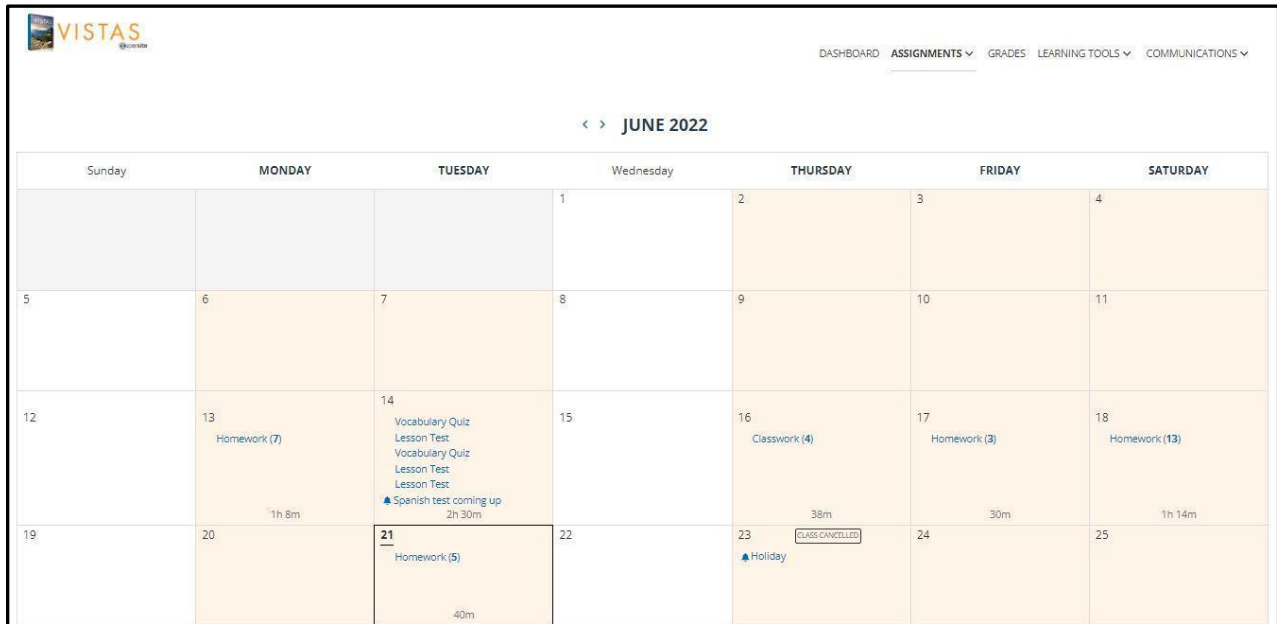 VISTAS
supersite
DASHBOARD ASSIGNMENTS GRADES LEARNING TOOLS COMMUNICATIONS
JUNE 2022
Sunday MONDAY TUESDAY Wednesday THURSDAY FRIDAY SATURDAY
1 2 3 4
5 6 7 8 9 10 11
12
13
Homework (7)
1h 8m
14
Vocabulary Quiz
Lesson Test
Vocabulary Quiz
Lesson Test
Lesson Test
Spanish test coming up
2h 30m
15
16
Classwork (4)
38m
17
Homework (3)
30m
18
Homework (13)
1h 14m
19
20
21
Homework (5)
40m
22
23 CLASS CANCELLED
Holiday
24
25